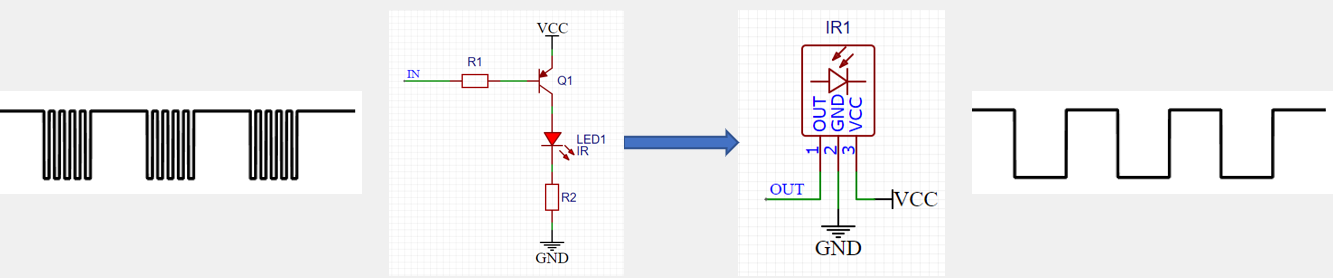 VCC
R1
IN
Q1
LED1
IR
R2
GND
IR1
OUT
GND
VCC
1
2
3
OUT
VCC
GND